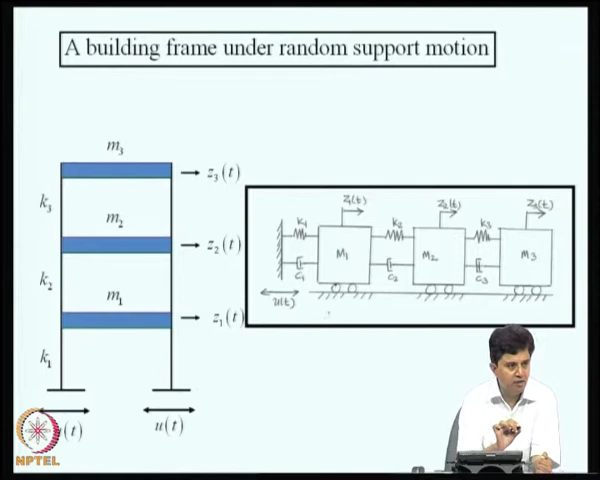 A building frame under random support motion
m₃
z₃(t)
k₃
m₂
z₂(t)
k₂
m₁
z₁(t)
k₁
(t)
u(t)
z₁(t)
z₂(t)
z₃(t)
k₁
k₂
k₃
M₁
M₂
M₃
c₁
c₂
c₃
u(t)
NPTEL